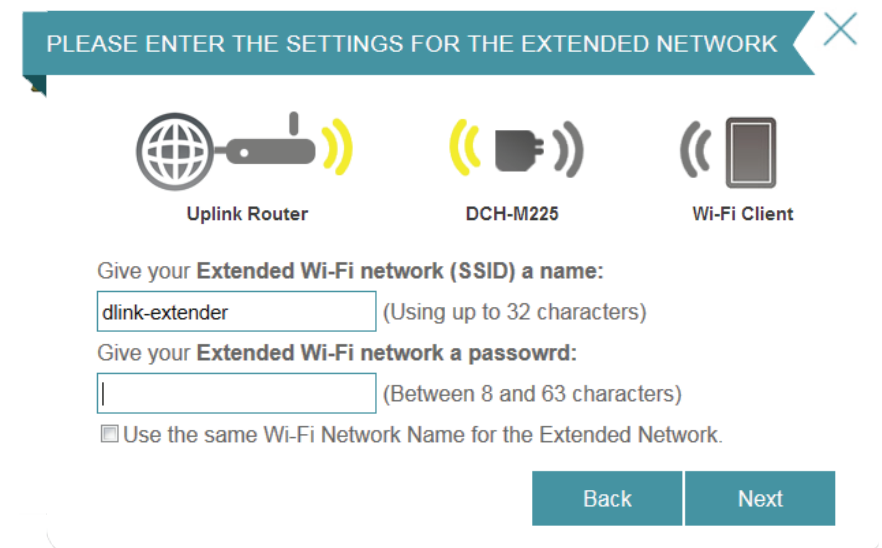 PLEASE ENTER THE SETTINGS FOR THE EXTENDED NETWORK
Uplink Router DCH-M225 Wi-Fi Client
Give your Extended Wi-Fi network (SSID) a name:
dlink-extender (Using up to 32 characters)
Give your Extended Wi-Fi network a passowrd:
(Between 8 and 63 characters)
Use the same Wi-Fi Network Name for the Extended Network.
Back Next